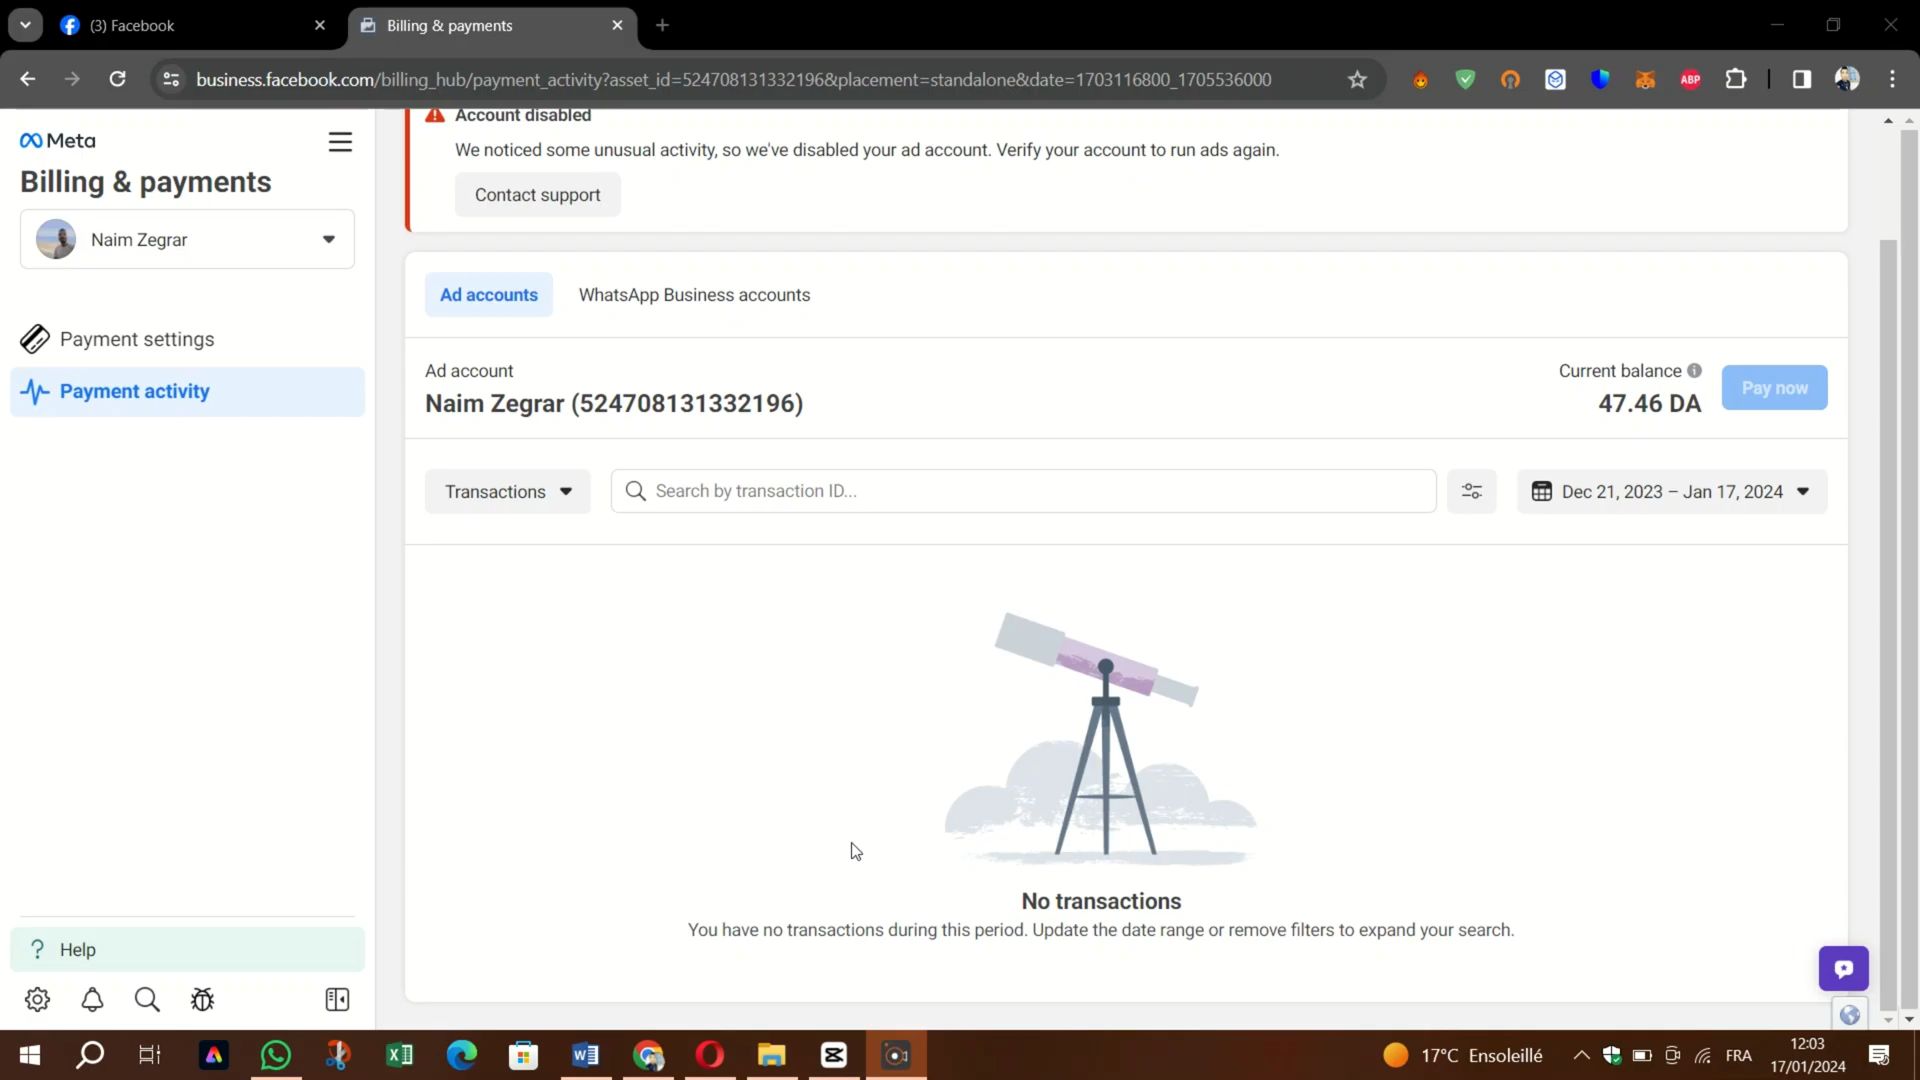 (3) Facebook
Billing & payments
business.facebook.com/billing_hub/payment_activity?asset_id=524708131332196&placement=standalone&date=1703116800_1705536000
ABP
Meta
Billing & payments
Naim Zegrar
Payment settings
Payment activity
Account disabled
We noticed some unusual activity, so we've disabled your ad account. Verify your account to run ads again.
Contact support
Ad accounts
WhatsApp Business accounts
Ad account
Naim Zegrar (524708131332196)
Current balance
47.46 DA
Pay now
Transactions
Search by transaction ID...
Dec 21, 2023 – Jan 17, 2024
No transactions
You have no transactions during this period. Update the date range or remove filters to expand your search.
? Help
17°C Ensoleillé
FRA
12:03
17/01/2024